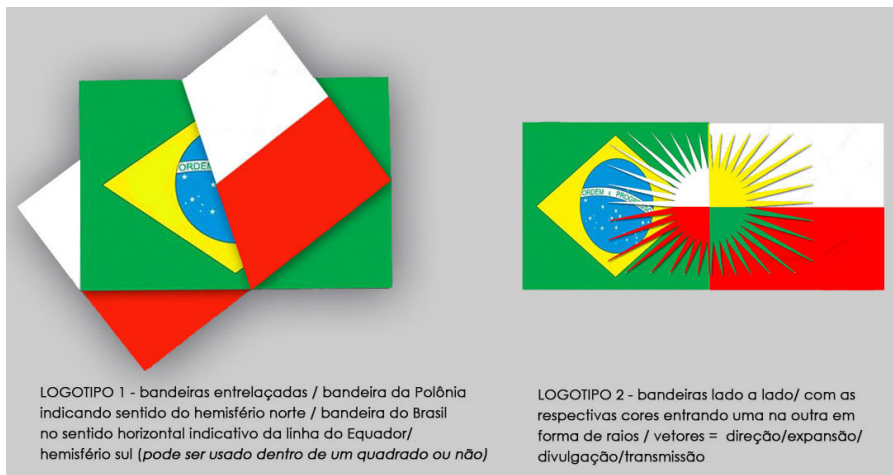 ORDEM
ORDEM E PROGRESSO
LOGOTIPO 1 - bandeiras entrelaçadas / bandeira da Polônia
indicando sentido do hemisfério norte / bandeira do Brasil
no sentido horizontal indicativo da linha do Equador/
hemisfério sul (pode ser usado dentro de um quadrado ou não)
LOGOTIPO 2 - bandeiras lado a lado/ com as
respectivas cores entrando uma na outra em
forma de raios / vetores = direção/expansão/
divulgação/transmissão